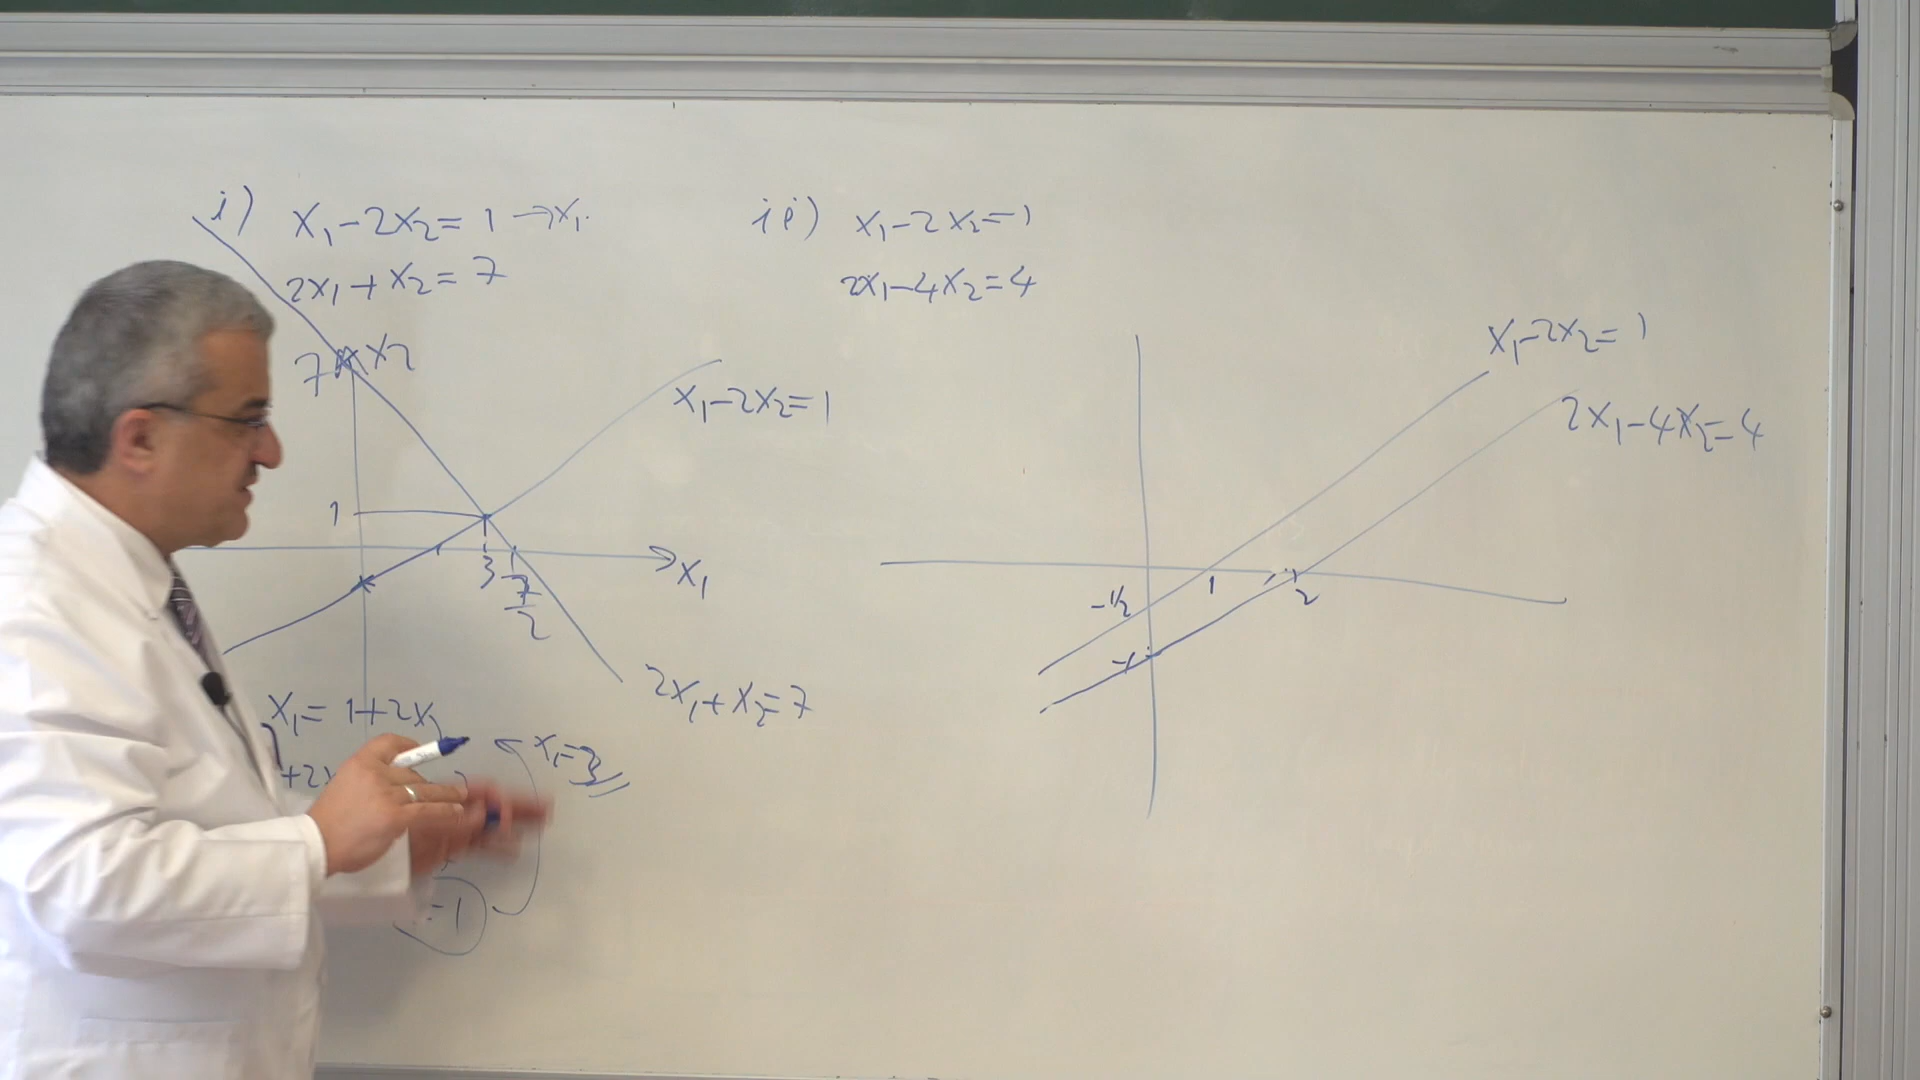 i) x₁-2x₂=1 →x₁.
2x₁+x₂=7
7 x₂
x₁-2x₂=1
1
3
7/2
x₁
2x₁+x₂=7
x₁=1+2x₂
+2x
x₁=3
=1
ii) x₁-2x₂=1
2x₁-4x₂=4
x₁-2x₂=1
2x₁-4x₂=4
-1/2
1
2
-1